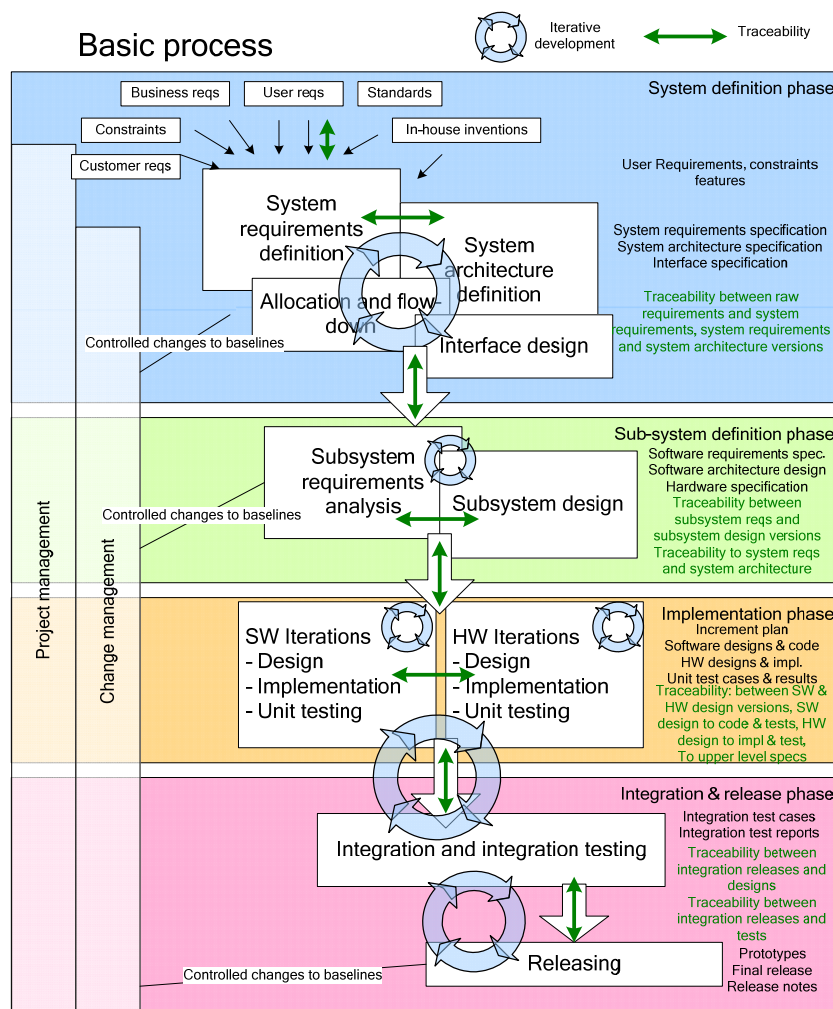 Basic process
Iterative
development
Traceability
System definition phase
Business reqs
User reqs
Standards
Constraints
In-house inventions
Customer reqs
User Requirements, constraints
features
System
requirements
definition
System
architecture
definition
Allocation and flow-
down
Interface design
System requirements specification
System architecture specification
Interface specification
Traceability between raw
requirements and system
requirements, system requirements
and system architecture versions
Controlled changes to baselines
Sub-system definition phase
Software requirements spec.
Software architecture design
Hardware specification
Traceability between
subsystem reqs and
subsystem design versions
Traceability to system reqs
and system architecture
Subsystem
requirements
analysis
Subsystem design
Controlled changes to baselines
Project management
Change management
Implementation phase
Increment plan
Software designs & code
HW designs & impl.
Unit test cases & results
Traceability: between SW &
HW design versions, SW
design to code & tests, HW
design to impl & test,
To upper level specs
SW Iterations
- Design
- Implementation
- Unit testing
HW Iterations
- Design
- Implementation
- Unit testing
Integration & release phase
Integration test cases
Integration test reports
Traceability between
integration releases and
designs
Traceability between
integration releases and
tests
Integration and integration testing
Prototypes
Final release
Release notes
Releasing
Controlled changes to baselines